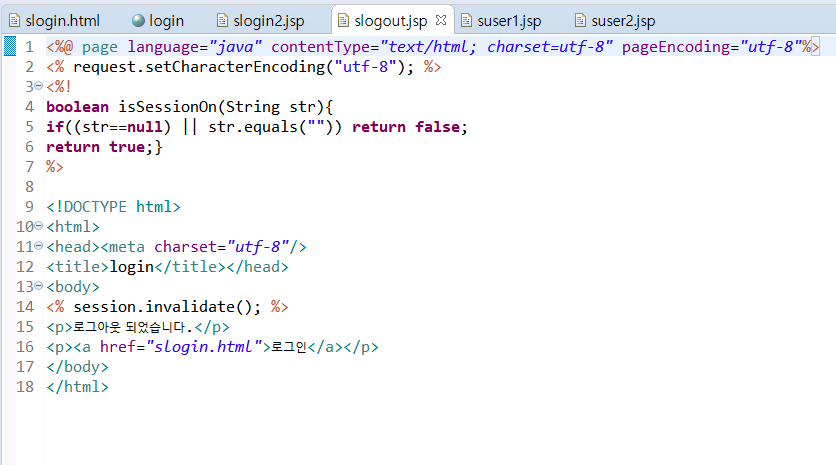 slogin.html login slogin2.jsp slogout.jsp suser1.jsp suser2.jsp
1 <%@ page language="java" contentType="text/html; charset=utf-8" pageEncoding="utf-8"%>
2 <% request.setCharacterEncoding("utf-8"); %>
3 <%!
4 boolean isSessionOn(String str){
5 if((str==null) || str.equals("")) return false;
6 return true;}
7 %>
8
9 <!DOCTYPE html>
10 <html>
11 <head><meta charset="utf-8"/>
12 <title>login</title></head>
13 <body>
14 <% session.invalidate(); %>
15 <p>로그아웃 되었습니다.</p>
16 <p><a href="slogin.html">로그인</a></p>
17 </body>
18 </html>